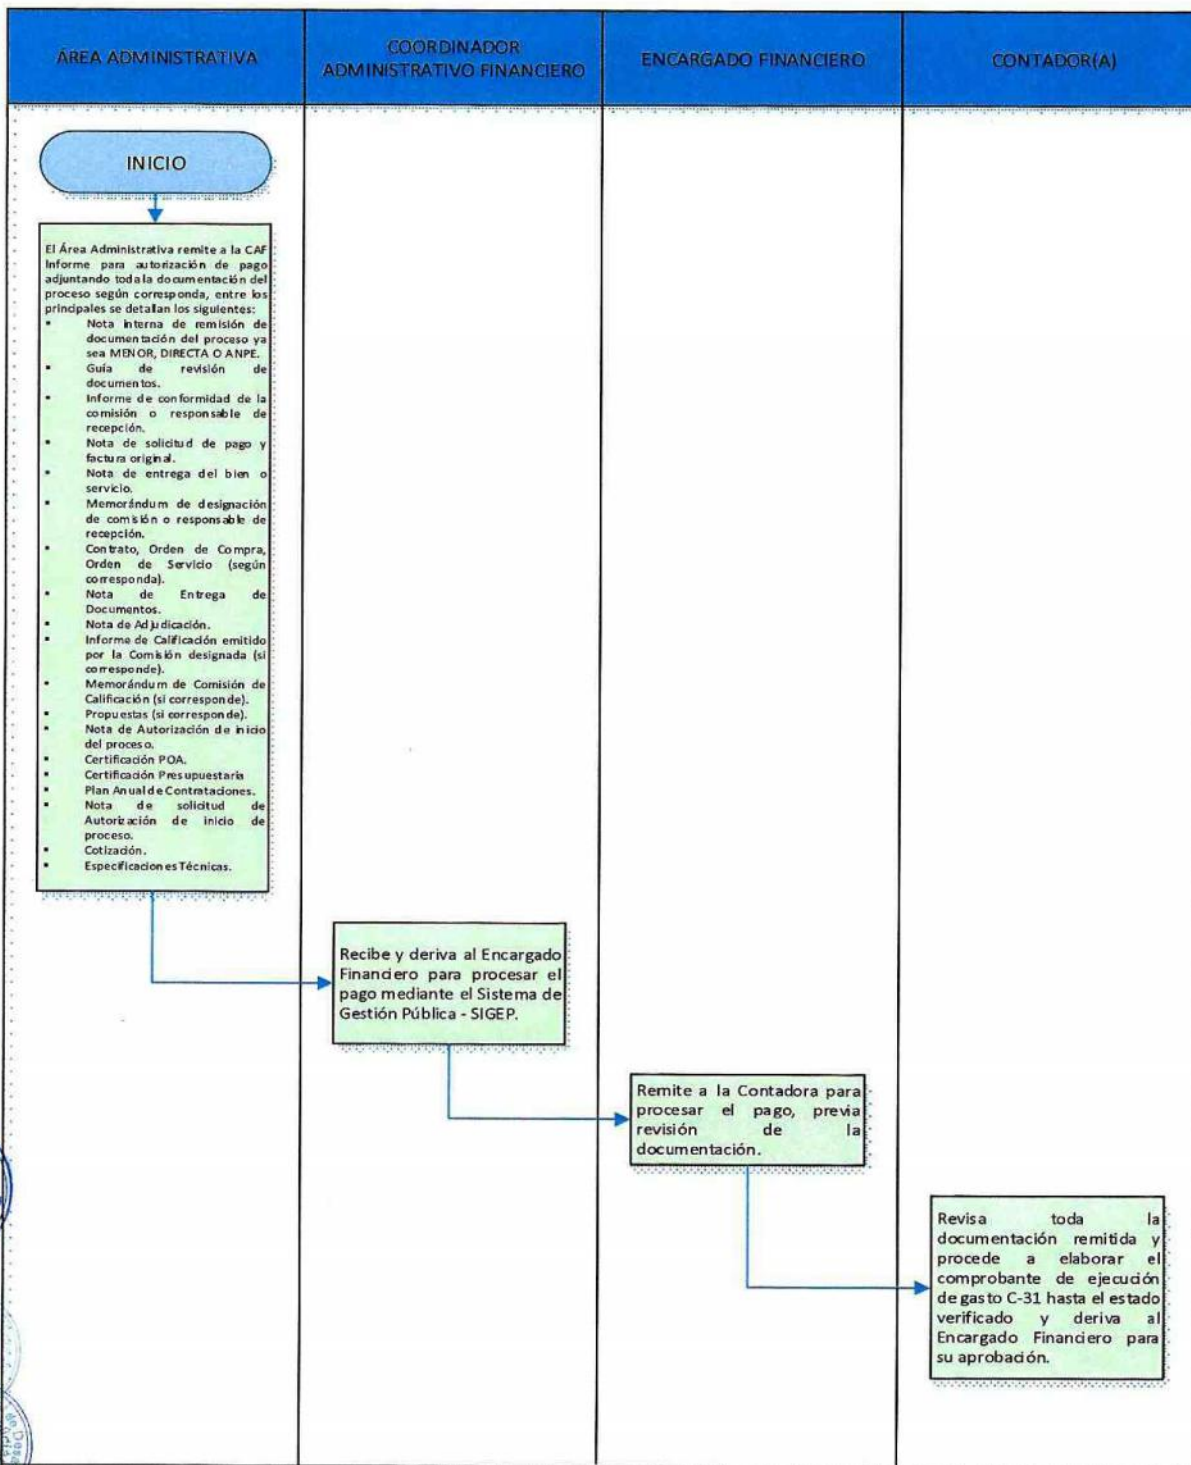 ÁREA ADMINISTRATIVA
COORDINADOR
ADMINISTRATIVO FINANCIERO
ENCARGADO FINANCIERO
CONTADOR(A)
INICIO
El Área Administrativa remite a la CAF
Informe para autorización de pago
adjuntando toda la documentación del
proceso según corresponda, entre los
principales se detallan los siguientes:
▪ Nota interna de remisión de
documentación del proceso ya
sea MENOR, DIRECTA O ANPE.
▪ Guía de revisión de
documentos.
▪ Informe de conformidad de la
comisión o responsable de
recepción.
▪ Nota de solicitud de pago y
factura original.
▪ Nota de entrega del bien o
servicio.
▪ Memorándum de designación
de comisión o responsable de
recepción.
▪ Contrato, Orden de Compra,
Orden de Servicio (según
corresponda).
▪ Nota de Entrega de
Documentos.
▪ Nota de Adjudicación.
▪ Informe de Calificación emitido
por la Comisión designada (si
corresponde).
▪ Memorándum de Comisión de
Calificación (si corresponde).
▪ Propuestas (si corresponde).
▪ Nota de Autorización de inicio
del proceso.
▪ Certificación POA.
▪ Certificación Presupuestaria
▪ Plan Anual de Contrataciones.
▪ Nota de solicitud de
Autorización de inicio de
proceso.
▪ Cotización.
▪ Especificaciones Técnicas.
Recibe y deriva al Encargado
Financiero para procesar el
pago mediante el Sistema de
Gestión Pública - SIGEP.
Remite a la Contadora para
procesar el pago, previa
revisión de la
documentación.
Revisa toda la
documentación remitida y
procede a elaborar el
comprobante de ejecución
de gasto C-31 hasta el estado
verificado y deriva al
Encargado Financiero para
su aprobación.